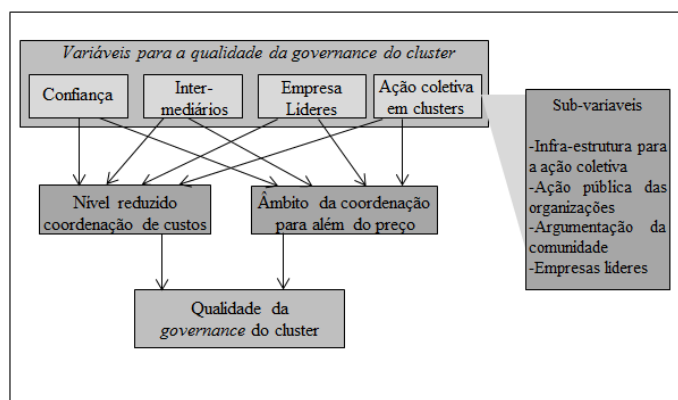 Variáveis para a qualidade da governance do cluster
Confiança
Inter-
mediários
Empresa
Lideres
Ação coletiva
em clusters
Sub-variaveis
-Infra-estrutura para
a ação coletiva
-Ação pública das
organizações
-Argumentação da
comunidade
-Empresas lideres
Nível reduzido
coordenação de custos
Âmbito da coordenação
para além do preço
Qualidade da
governance do cluster